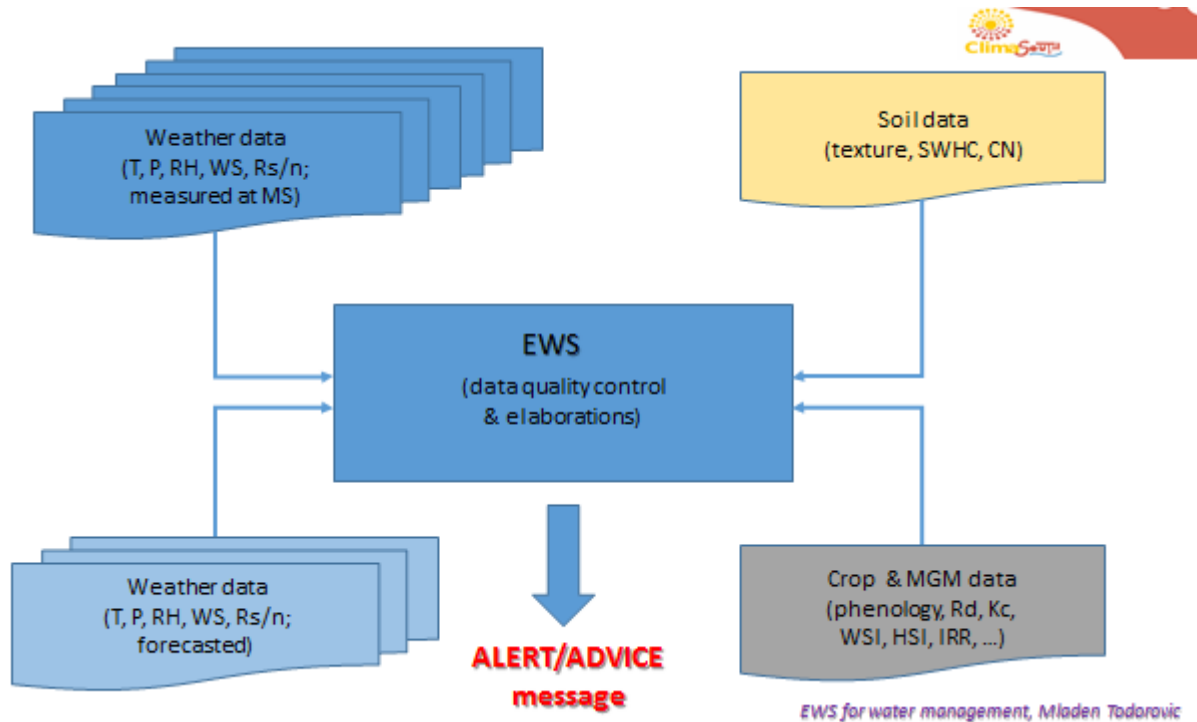 ClimaSouth
Weather data
(T, P, RH, WS, Rs/n;
measured at MS)
Soil data
(texture, SWHC, CN)
EWS
(data quality control
& elaborations)
Weather data
(T, P, RH, WS, Rs/n;
forecasted)
Crop & MGM data
(phenology, Rd, Kc,
WSI, HSI, IRR, ...)
ALERT/ADVICE
message
EWS for water management, Mladen Todorovic